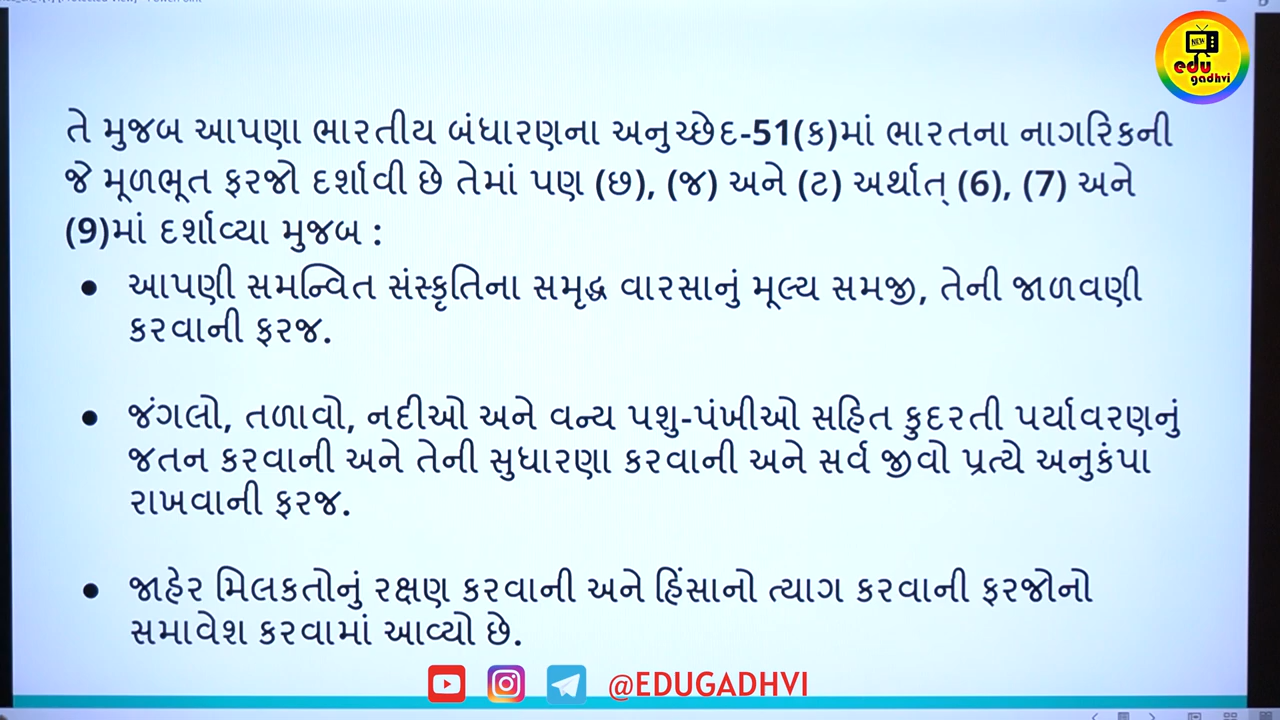 NEW
edu
gadhvi
તે મુજબ આપણા ભારતીય બંધારણના અનુચ્છેદ-51(ક)માં ભારતના નાગરિકની
જે મૂળભૂત ફરજો દર્શાવી છે તેમાં પણ (છ), (જ) અને (ટ) અર્થાત્ (6), (7) અને
(9)માં દર્શાવ્યા મુજબ :
● આપણી સમન્વિત સંસ્કૃતિના સમૃદ્ધ વારસાનું મૂલ્ય સમજી, તેની જાળવણી
કરવાની ફરજ.
● જંગલો, તળાવો, નદીઓ અને વન્ય પશુ-પંખીઓ સહિત કુદરતી પર્યાવરણનું
જતન કરવાની અને તેની સુધારણા કરવાની અને સર્વ જીવો પ્રત્યે અનુકંપા
રાખવાની ફરજ.
● જાહેર મિલકતોનું રક્ષણ કરવાની અને હિંસાનો ત્યાગ કરવાની ફરજોનો
સમાવેશ કરવામાં આવ્યો છે.
@EDUGADHVI